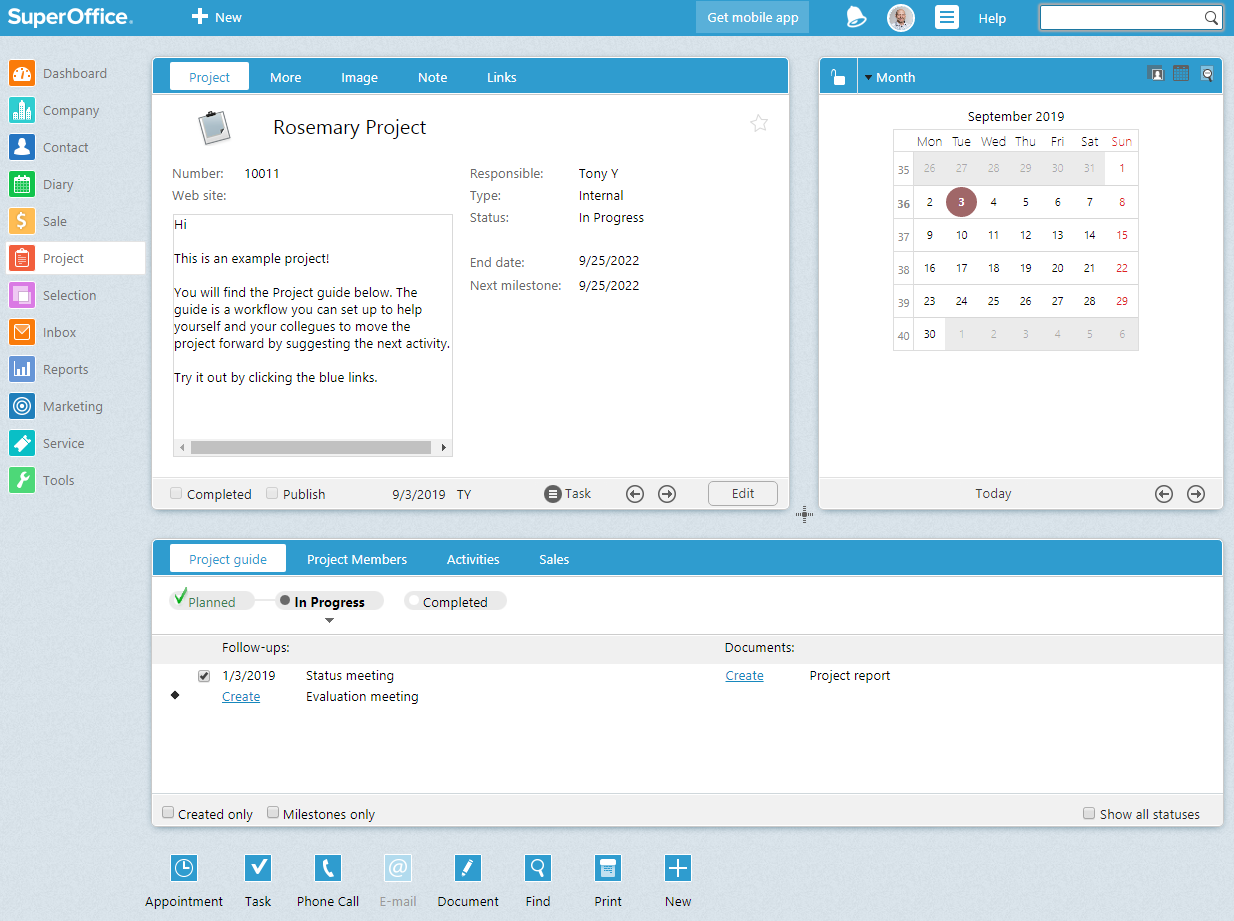 SuperOffice.
New
Get mobile app
Help
Dashboard
Company
Contact
Diary
Sale
Project
Selection
Inbox
Reports
Marketing
Service
Tools
Project More Image Note Links
Rosemary Project
Number: 10011
Web site:
Hi
This is an example project!
You will find the Project guide below. The
guide is a workflow you can set up to help
yourself and your collegues to move the
project forward by suggesting the next activity.
Try it out by clicking the blue links.
Responsible: Tony Y
Type: Internal
Status: In Progress
End date: 9/25/2022
Next milestone: 9/25/2022
Completed Publish 9/3/2019 TY Task Edit
Month
September 2019
Mon Tue Wed Thu Fri Sat Sun
35 26 27 28 29 30 31 1
36 2 3 4 5 6 7 8
37 9 10 11 12 13 14 15
38 16 17 18 19 20 21 22
39 23 24 25 26 27 28 29
40 30 1 2 3 4 5 6
Today
Project guide Project Members Activities Sales
Planned In Progress Completed
Follow-ups: Documents:
1/3/2019 Status meeting Create Project report
Create Evaluation meeting
Created only Milestones only Show all statuses
Appointment Task Phone Call E-mail Document Find Print New